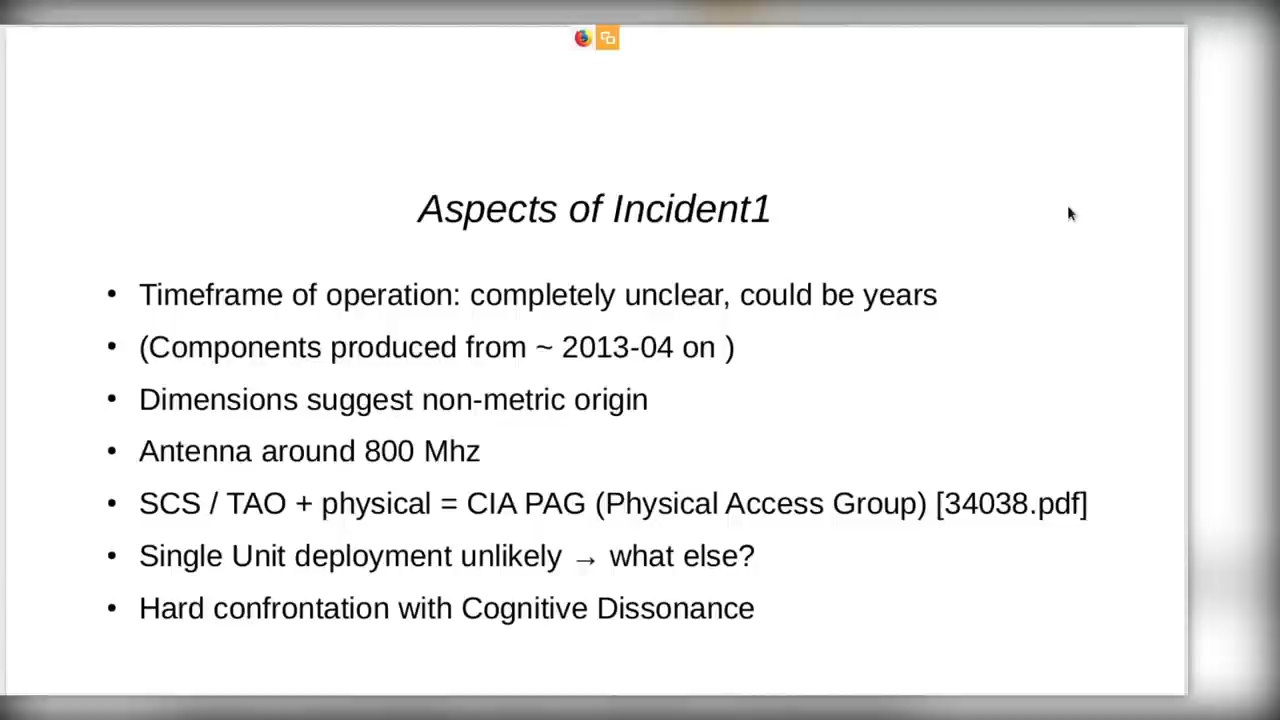 Aspects of Incident1
• Timeframe of operation: completely unclear, could be years
• (Components produced from ~ 2013-04 on )
• Dimensions suggest non-metric origin
• Antenna around 800 Mhz
• SCS / TAO + physical = CIA PAG (Physical Access Group) [34038.pdf]
• Single Unit deployment unlikely → what else?
• Hard confrontation with Cognitive Dissonance